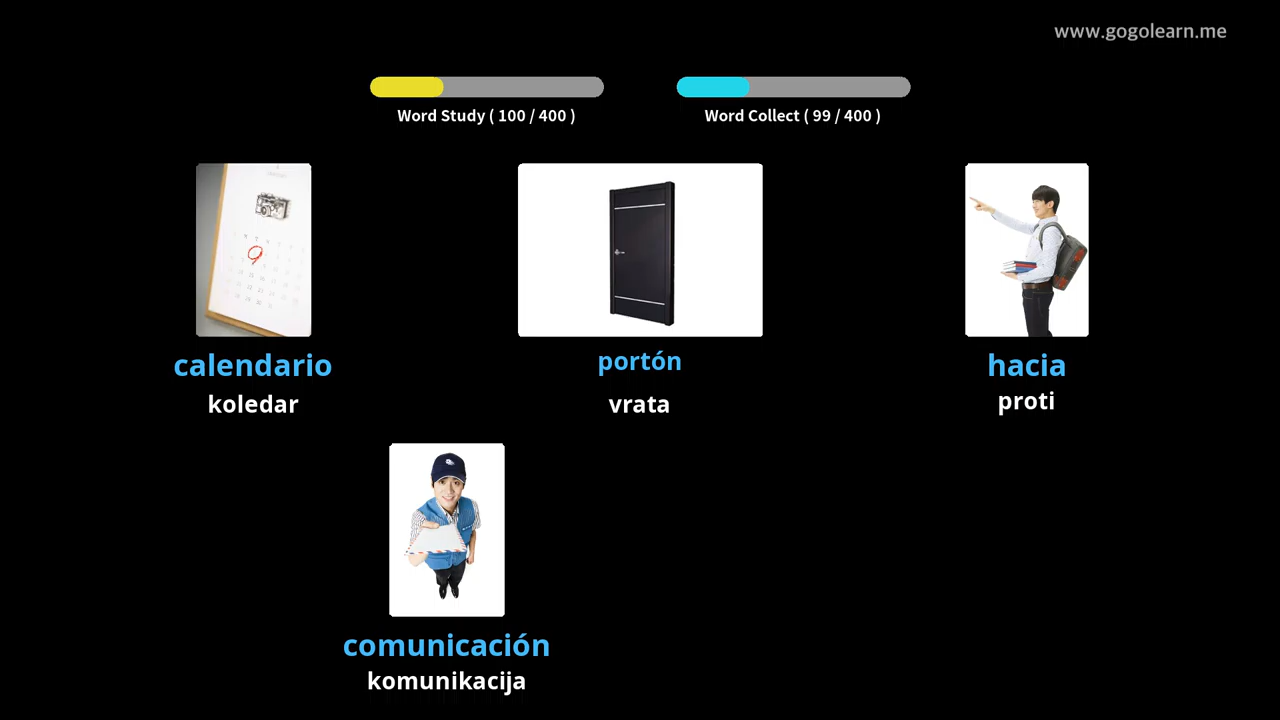 www.gogolearn.me
Word Study ( 100 / 400 )
Word Collect ( 99 / 400 )
calendario
koledar
portón
vrata
hacia
proti
comunicación
komunikacija